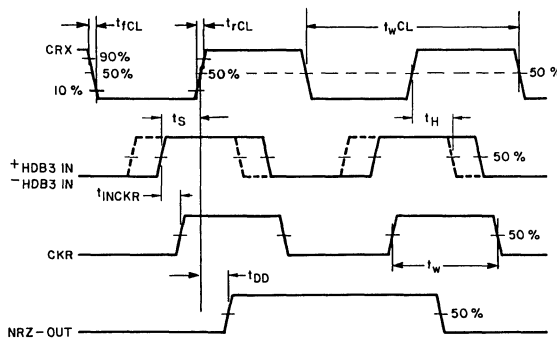 tfCL
trCL
twCL
CRX
90%
50%
50%
50%
10%
tS
tH
+HDB3 IN
−HDB3 IN
50%
tINCKR
CKR
50%
tw
tDD
NRZ-OUT
50%